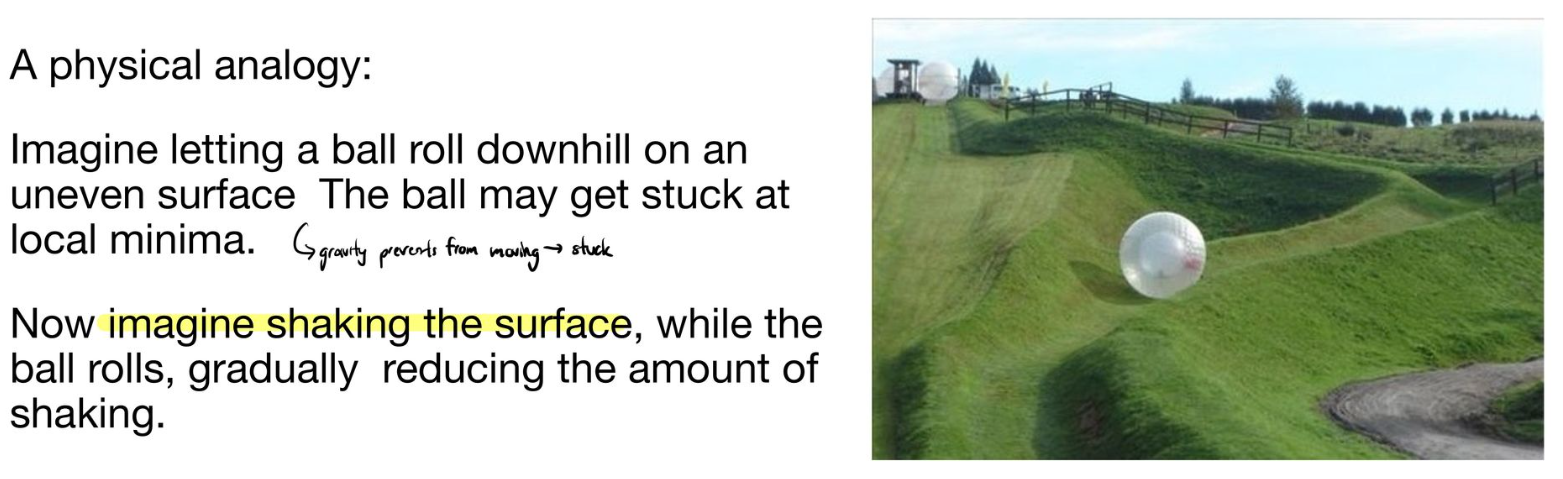 A physical analogy:
Imagine letting a ball roll downhill on an
uneven surface  The ball may get stuck at
local minima.
↳ gravity prevents from moving → stuck
Now imagine shaking the surface, while the
ball rolls, gradually  reducing the amount of
shaking.